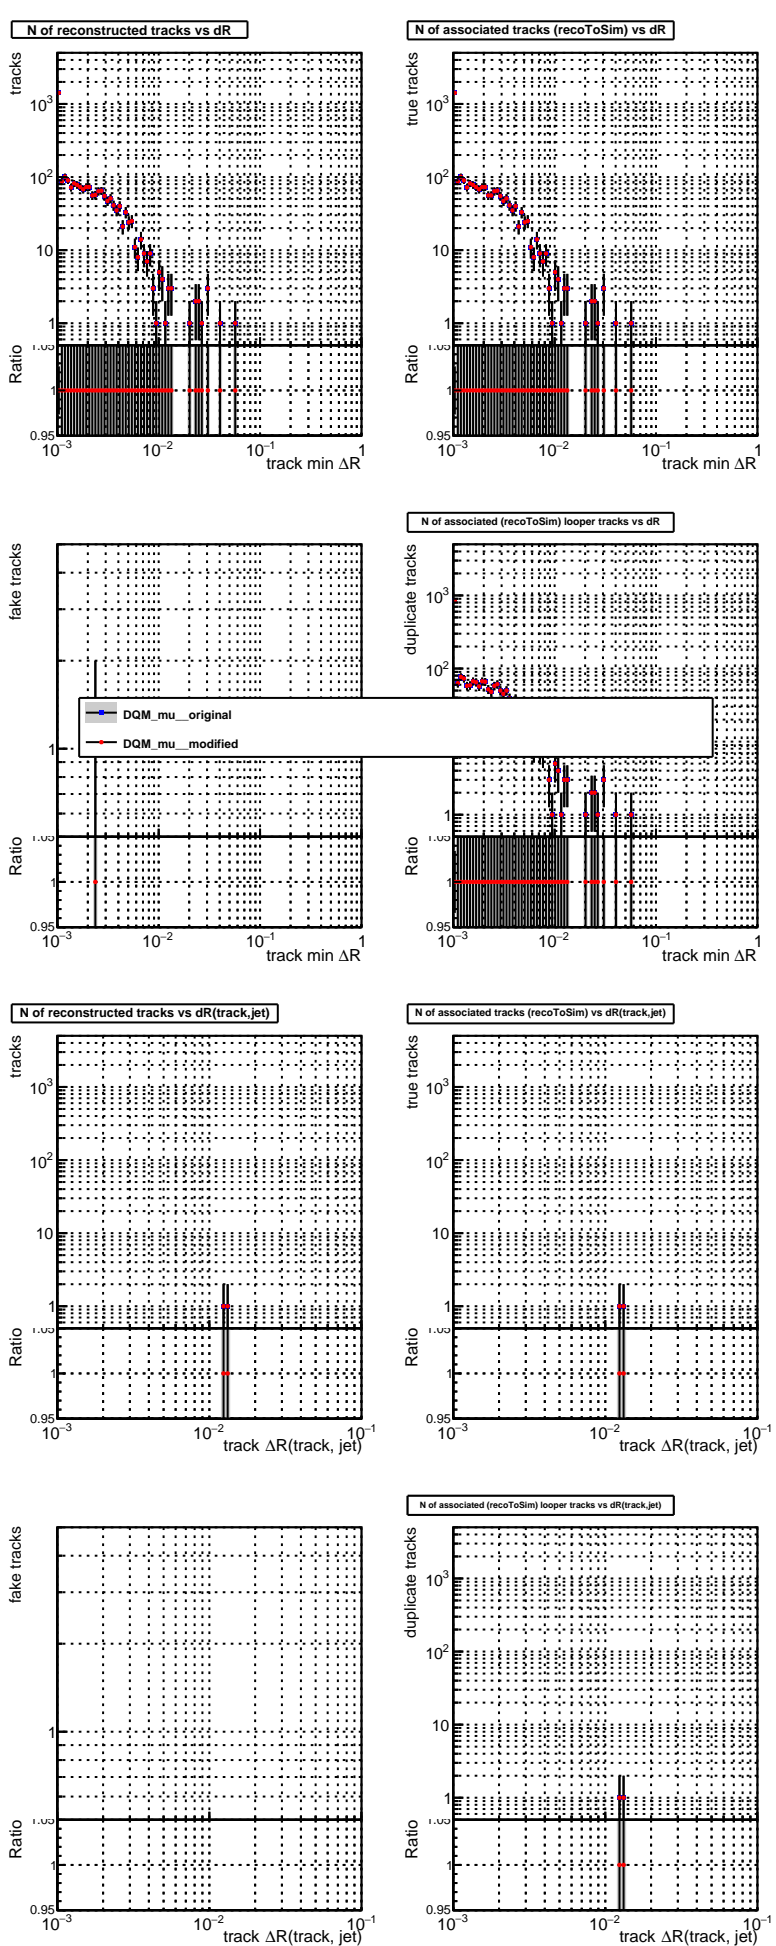 N of reconstructed tracks vs dR
tracks
10³
10²
10
1
Ratio
1.05
1
0.95
10⁻³
10⁻²
10⁻¹
1
track min ΔR
N of associated tracks (recoToSim) vs dR
true tracks
10³
10²
10
1
Ratio
1.05
1
0.95
10⁻³
10⁻²
10⁻¹
1
track min ΔR
fake tracks
1
Ratio
1.05
1
0.95
10⁻³
10⁻²
10⁻¹
1
track min ΔR
N of associated (recoToSim) looper tracks vs dR
duplicate tracks
10³
10²
1
Ratio
1.05
1
0.95
10⁻³
10⁻²
10⁻¹
1
track min ΔR
DQM_mu__original
DQM_mu__modified
N of reconstructed tracks vs dR(track,jet)
tracks
10³
10²
10
1
Ratio
1.05
1
0.95
10⁻³
10⁻²
10⁻¹
track ΔR(track, jet)
N of associated tracks (recoToSim) vs dR(track,jet)
true tracks
10³
10²
10
1
Ratio
1.05
1
0.95
10⁻³
10⁻²
10⁻¹
track ΔR(track, jet)
fake tracks
1
Ratio
1.05
1
0.95
10⁻³
10⁻²
10⁻¹
track ΔR(track, jet)
N of associated (recoToSim) looper tracks vs dR(track,jet)
duplicate tracks
10³
10²
10
1
Ratio
1.05
1
0.95
10⁻³
10⁻²
10⁻¹
track ΔR(track, jet)